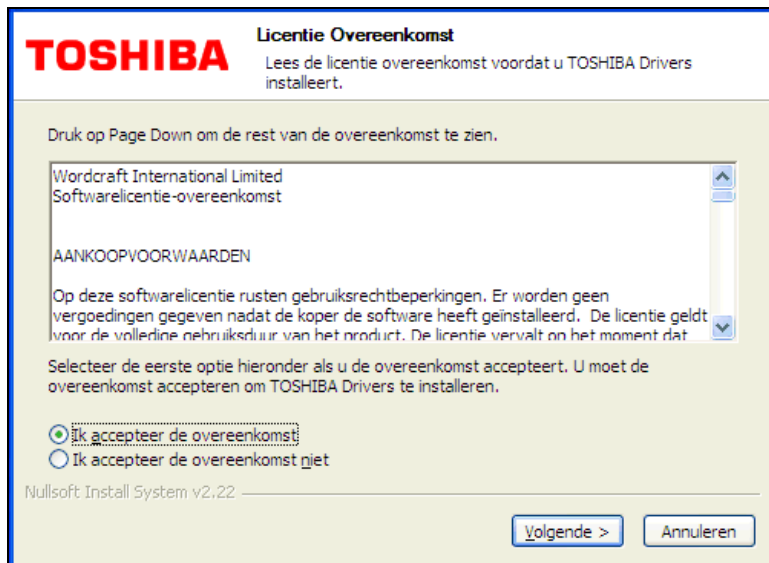 TOSHIBA
Licentie Overeenkomst
Lees de licentie overeenkomst voordat u TOSHIBA Drivers
installeert.
Druk op Page Down om de rest van de overeenkomst te zien.
Wordcraft International Limited
Softwarelicentie-overeenkomst
AANKOOPVOORWAARDEN
Op deze softwarelicentie rusten gebruiksrechtbeperkingen. Er worden geen
vergoedingen gegeven nadat de koper de software heeft geïnstalleerd. De licentie geldt
voor de volledige gebruiksduur van het product. De licentie vervalt op het moment dat
Selecteer de eerste optie hieronder als u de overeenkomst accepteert. U moet de
overeenkomst accepteren om TOSHIBA Drivers te installeren.
Ik accepteer de overeenkomst
Ik accepteer de overeenkomst niet
Nullsoft Install System v2.22
Volgende >
Annuleren